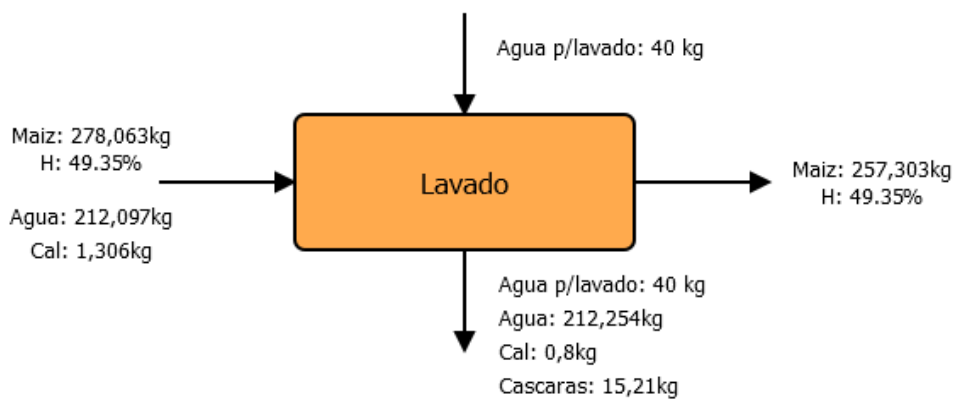 Agua p/lavado: 40 kg
Maiz: 278,063kg
H: 49.35%
Agua: 212,097kg
Cal: 1,306kg
Lavado
Maiz: 257,303kg
H: 49.35%
Agua p/lavado: 40 kg
Agua: 212,254kg
Cal: 0,8kg
Cascaras: 15,21kg